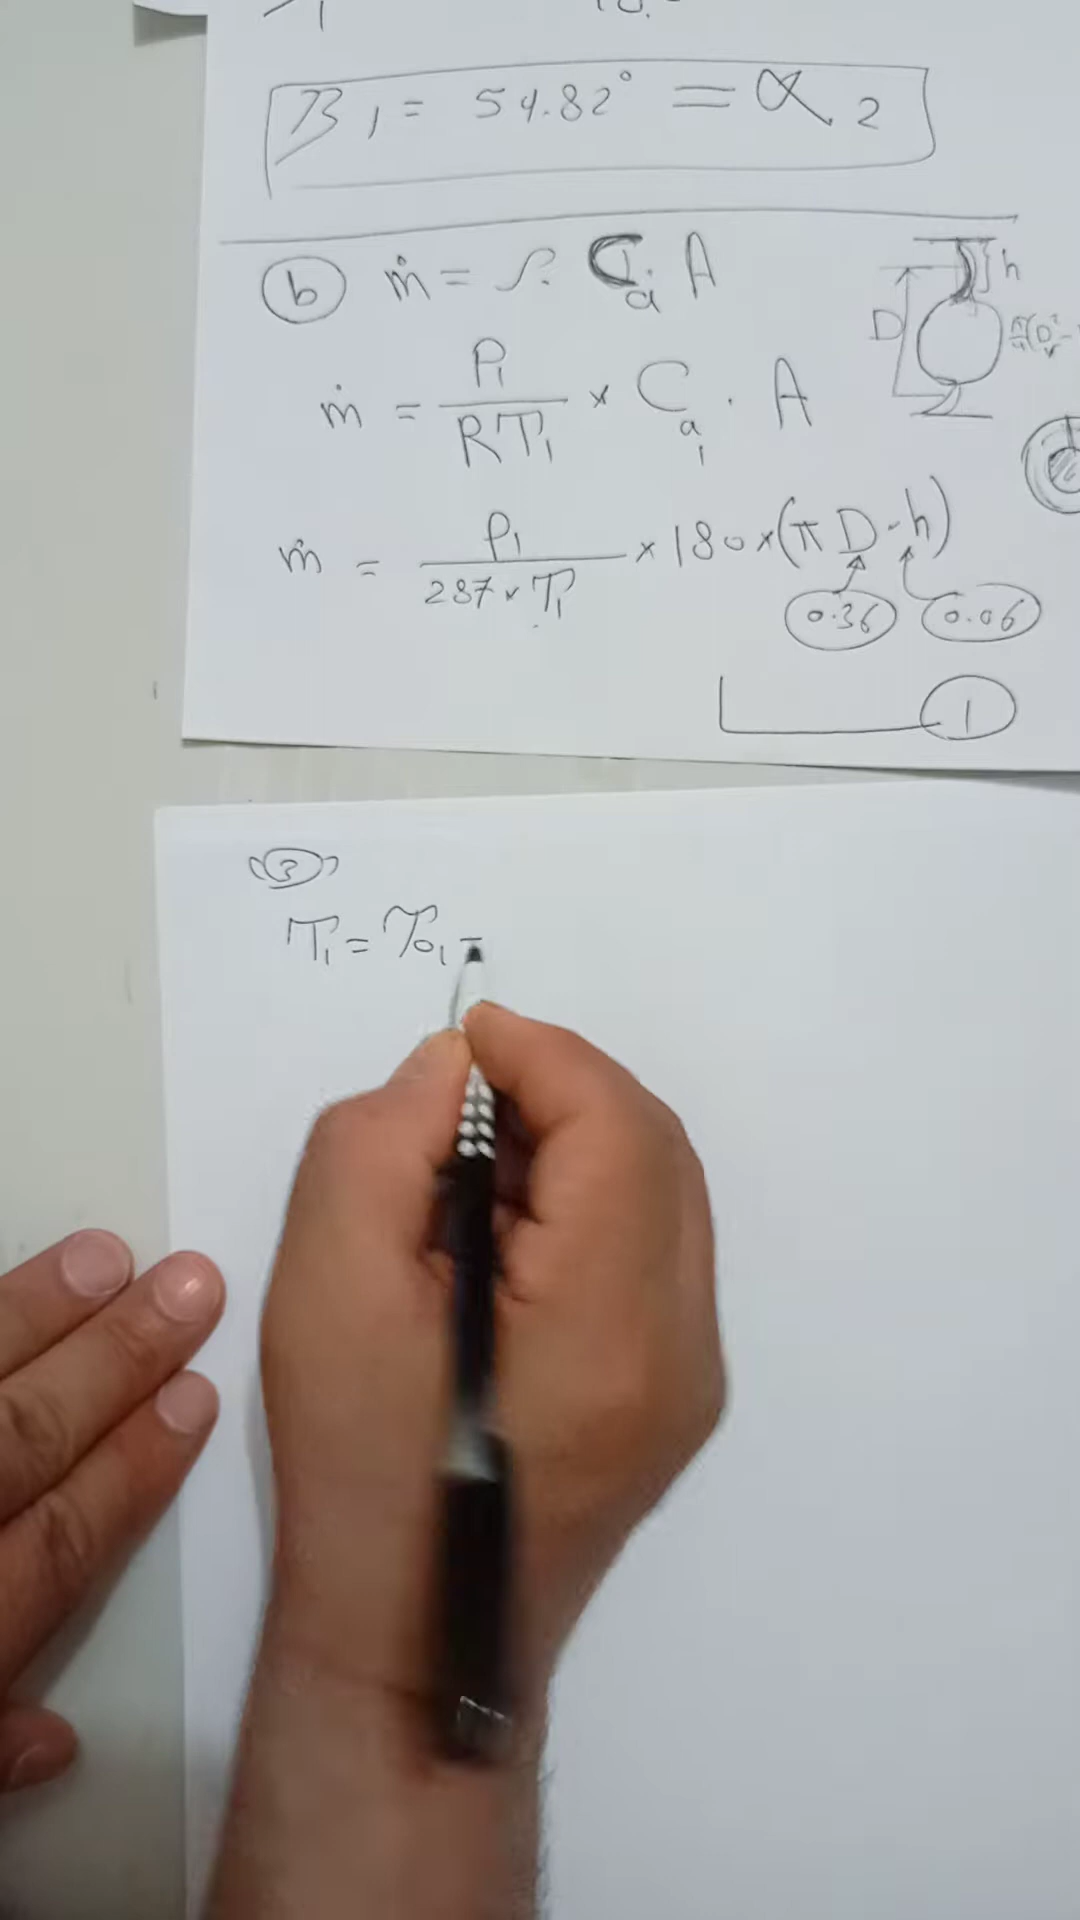 β₁ = 54.82° = α₂
(b) ṁ = ρ. Ca. A
h
D
ṁ = P₁/RT₁ × Ca₁ . A
ṁ = P₁/287×T₁ × 180 × (π D - h)
0.36 0.06
1
(3)
T₁ = T₀₁ -